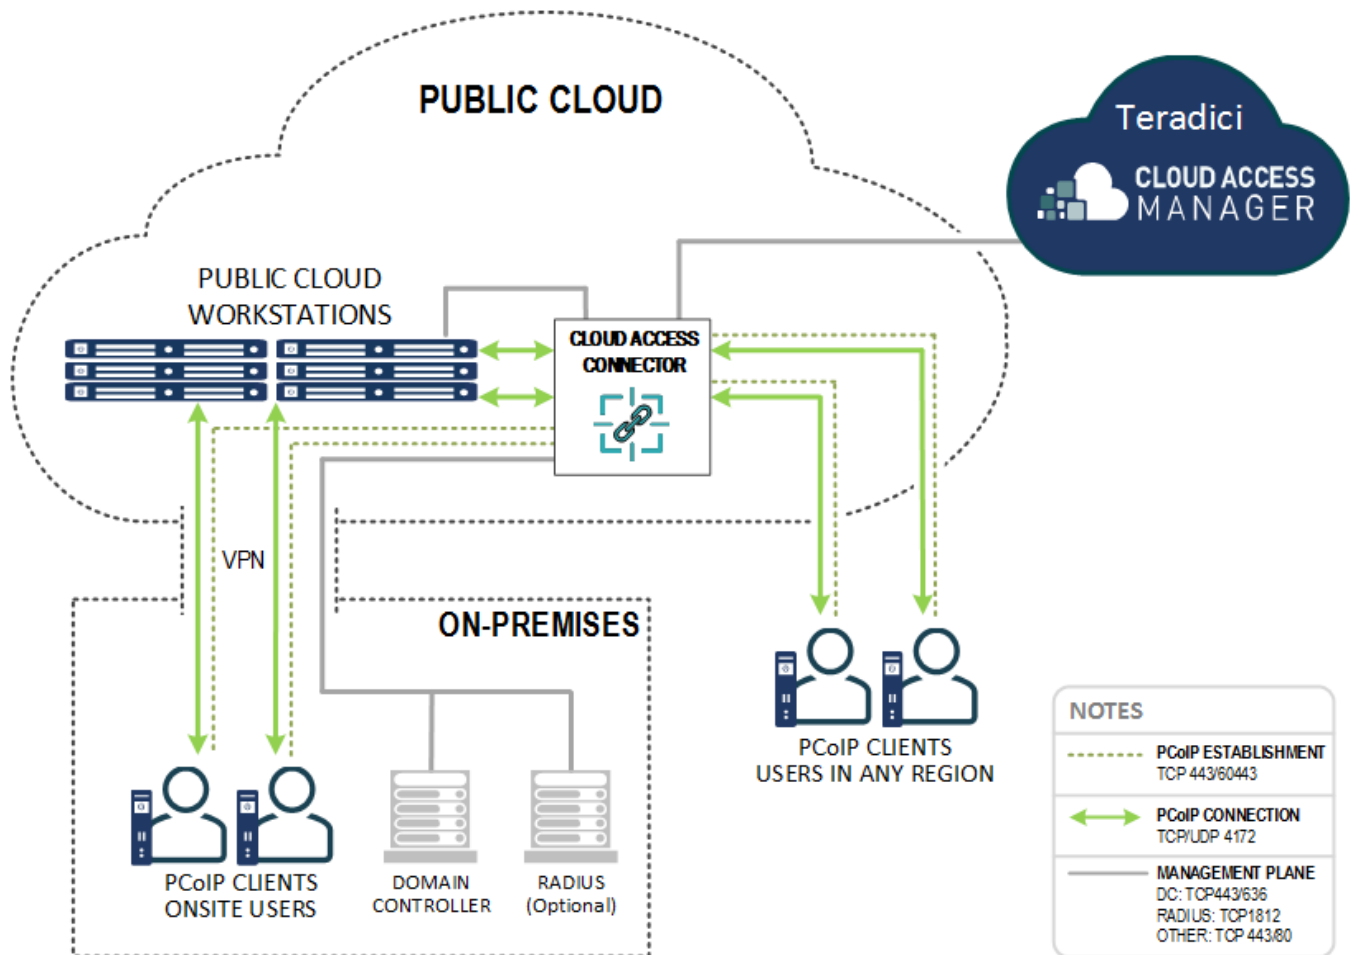 PUBLIC CLOUD
Teradici
CLOUD ACCESS
MANAGER
PUBLIC CLOUD
WORKSTATIONS
CLOUD ACCESS
CONNECTOR
VPN
ON-PREMISES
PCoIP CLIENTS
USERS IN ANY REGION
PCoIP CLIENTS
ONSITE USERS
DOMAIN
CONTROLLER
RADIUS
(Optional)
NOTES
PCoIP ESTABLISHMENT
TCP 443/60443
PCoIP CONNECTION
TCP/UDP 4172
MANAGEMENT PLANE
DC: TCP443/636
RADIUS: TCP1812
OTHER: TCP 443/80